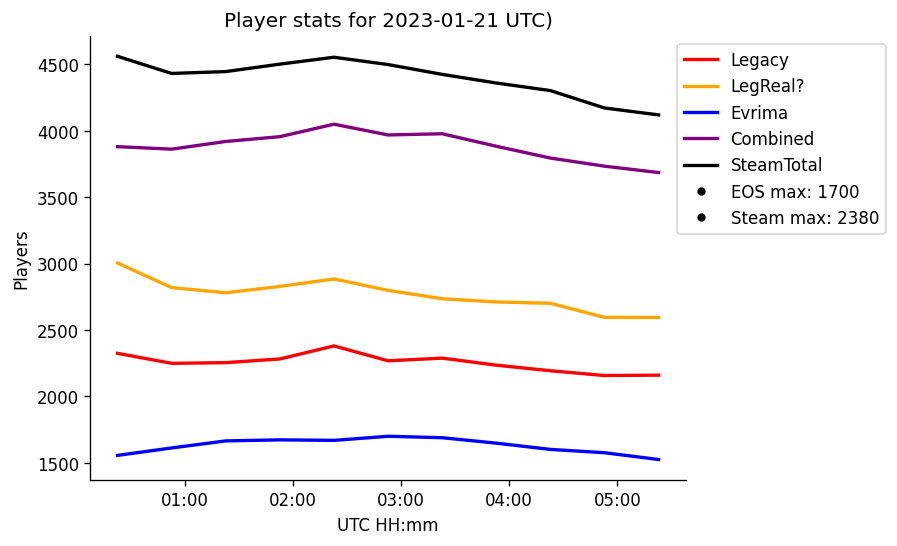 Player stats for 2023-01-21 UTC)
Players
4500
4000
3500
3000
2500
2000
1500
01:00 02:00 03:00 04:00 05:00
UTC HH:mm
Legacy
LegReal?
Evrima
Combined
SteamTotal
EOS max: 1700
Steam max: 2380